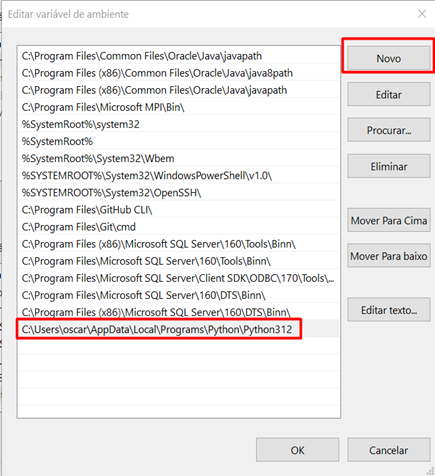 Editar variável de ambiente
C:\Program Files\Common Files\Oracle\Java\javapath
C:\Program Files (x86)\Common Files\Oracle\Java\java8path
C:\Program Files (x86)\Common Files\Oracle\Java\javapath
C:\Program Files\Microsoft MPI\Bin\
%SystemRoot%\system32
%SystemRoot%
%SystemRoot%\System32\Wbem
%SYSTEMROOT%\System32\WindowsPowerShell\v1.0\
%SYSTEMROOT%\System32\OpenSSH\
C:\Program Files\GitHub CLI\
C:\Program Files\Git\cmd
C:\Program Files (x86)\Microsoft SQL Server\160\Tools\Binn\
C:\Program Files\Microsoft SQL Server\160\Tools\Binn\
C:\Program Files\Microsoft SQL Server\Client SDK\ODBC\170\Tools\...
C:\Program Files\Microsoft SQL Server\160\DTS\Binn\
C:\Program Files (x86)\Microsoft SQL Server\160\DTS\Binn\
C:\Users\oscar\AppData\Local\Programs\Python\Python312
Novo
Editar
Procurar...
Eliminar
Mover Para Cima
Mover Para baixo
Editar texto...
OK
Cancelar